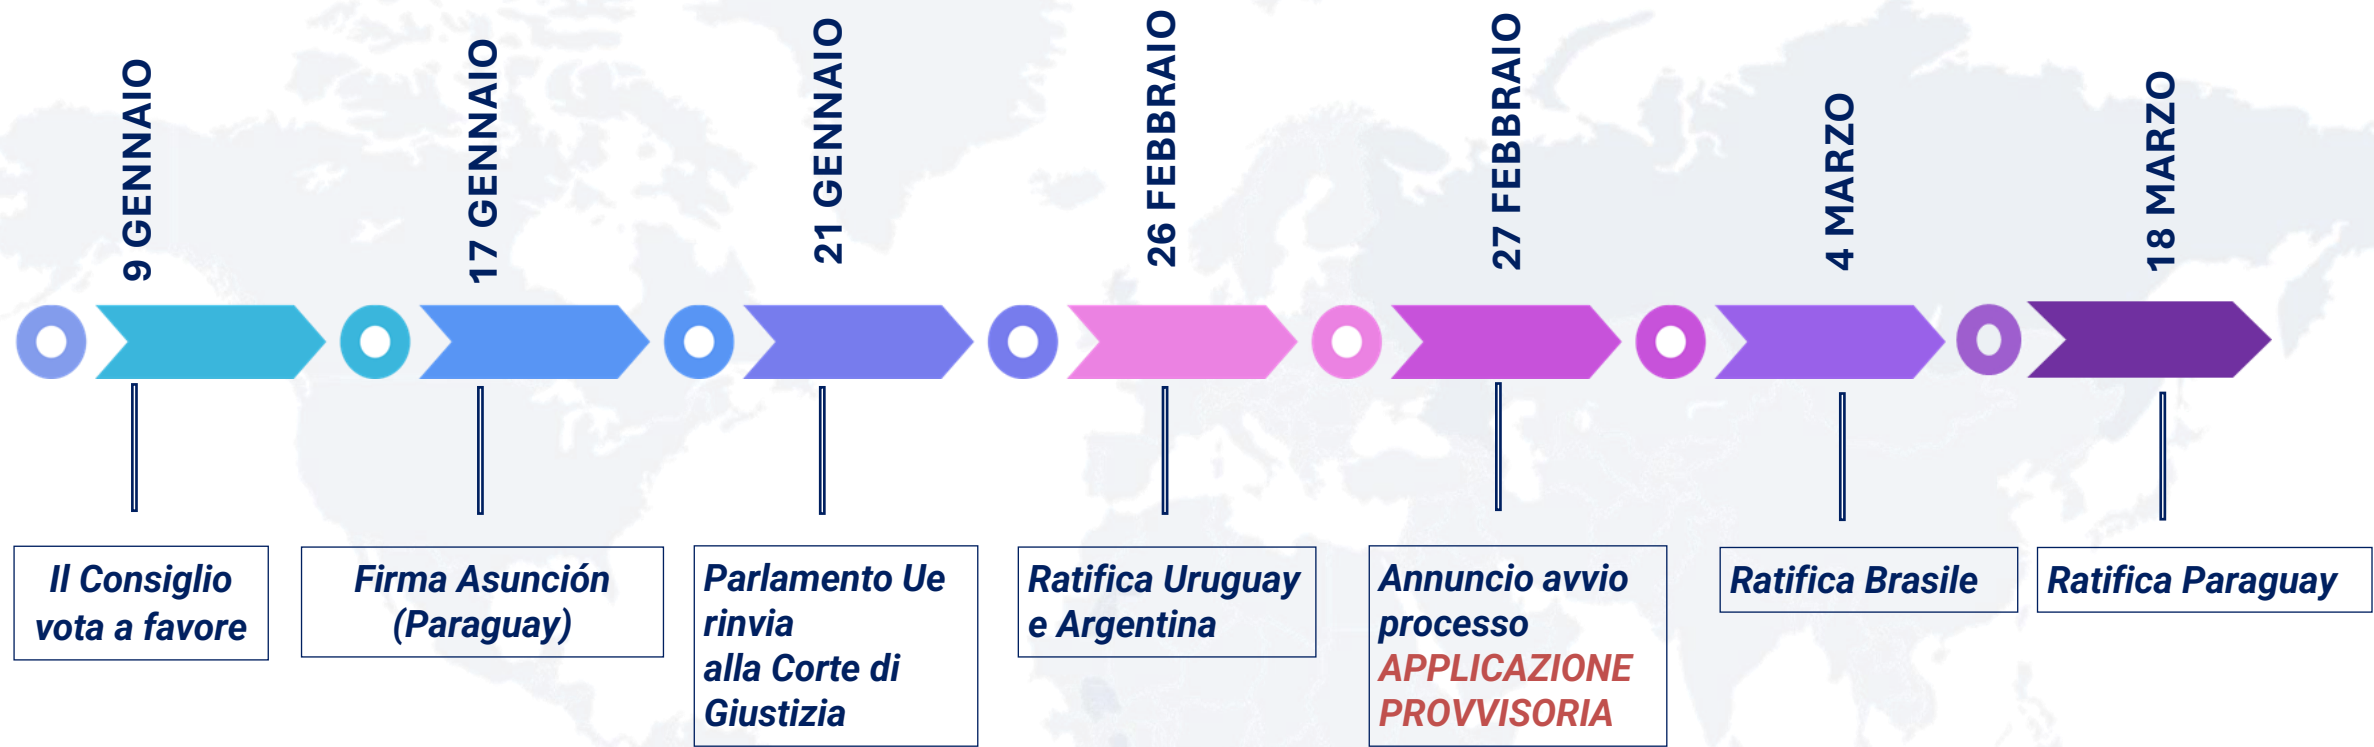 9 GENNAIO
17 GENNAIO
21 GENNAIO
26 FEBBRAIO
27 FEBBRAIO
4 MARZO
18 MARZO
Il Consiglio
vota a favore
Firma Asunción
(Paraguay)
Parlamento Ue
rinvia
alla Corte di
Giustizia
Ratifica Uruguay
e Argentina
Annuncio avvio
processo
APPLICAZIONE
PROVVISORIA
Ratifica Brasile
Ratifica Paraguay